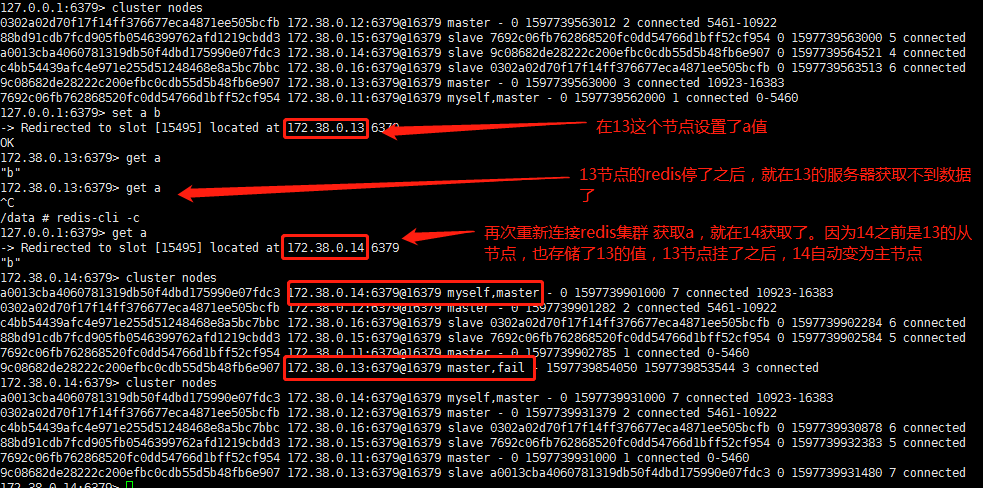 127.0.0.1:6379> cluster nodes
0302a02d70f17f14ff376677eca4871ee505bcfb 172.38.0.12:6379@16379 master - 0 1597739563012 2 connected 5461-10922
88bd91cdb7fcd905fb0546399762afd1219cbdd3 172.38.0.15:6379@16379 slave 7692c06fb762868520fc0dd54766d1bff52cf954 0 1597739563000 5 connected
a0013cba4060781319db50f4dbd175990e07fdc3 172.38.0.14:6379@16379 slave 9c08682de28222c200efbc0cdb55d5b48fb6e907 0 1597739564521 4 connected
c4bb54439afc4e971e255d51248468e8a5bc7bbc 172.38.0.16:6379@16379 slave 0302a02d70f17f14ff376677eca4871ee505bcfb 0 1597739563513 6 connected
9c08682de28222c200efbc0cdb55d5b48fb6e907 172.38.0.13:6379@16379 master - 0 1597739563000 3 connected 10923-16383
7692c06fb762868520fc0dd54766d1bff52cf954 172.38.0.11:6379@16379 myself,master - 0 1597739562000 1 connected 0-5460
127.0.0.1:6379> set a b
-> Redirected to slot [15495] located at 172.38.0.13:6379
在13这个节点设置了a值
OK
172.38.0.13:6379> get a
"b"
172.38.0.13:6379> get a
13节点的redis停了之后，就在13的服务器获取不到数据
了
^C
/data # redis-cli -c
127.0.0.1:6379> get a
-> Redirected to slot [15495] located at 172.38.0.14:6379
再次重新连接redis集群 获取a，就在14获取了。因为14之前是13的从
节点，也存储了13的值，13节点挂了之后，14自动变为主节点
"b"
172.38.0.14:6379> cluster nodes
a0013cba4060781319db50f4dbd175990e07fdc3 172.38.0.14:6379@16379 myself,master - 0 1597739901000 7 connected 10923-16383
0302a02d70f17f14ff376677eca4871ee505bcfb 172.38.0.12:6379@16379 master - 0 1597739901282 2 connected 5461-10922
c4bb54439afc4e971e255d51248468e8a5bc7bbc 172.38.0.16:6379@16379 slave 0302a02d70f17f14ff376677eca4871ee505bcfb 0 1597739902284 6 connected
88bd91cdb7fcd905fb0546399762afd1219cbdd3 172.38.0.15:6379@16379 slave 7692c06fb762868520fc0dd54766d1bff52cf954 0 1597739902584 5 connected
7692c06fb762868520fc0dd54766d1bff52cf954 172.38.0.11:6379@16379 master - 0 1597739902785 1 connected 0-5460
9c08682de28222c200efbc0cdb55d5b48fb6e907 172.38.0.13:6379@16379 master,fail - 1597739854050 1597739853544 3 connected
172.38.0.14:6379> cluster nodes
a0013cba4060781319db50f4dbd175990e07fdc3 172.38.0.14:6379@16379 myself,master - 0 1597739931000 7 connected 10923-16383
0302a02d70f17f14ff376677eca4871ee505bcfb 172.38.0.12:6379@16379 master - 0 1597739931379 2 connected 5461-10922
c4bb54439afc4e971e255d51248468e8a5bc7bbc 172.38.0.16:6379@16379 slave 0302a02d70f17f14ff376677eca4871ee505bcfb 0 1597739930878 6 connected
88bd91cdb7fcd905fb0546399762afd1219cbdd3 172.38.0.15:6379@16379 slave 7692c06fb762868520fc0dd54766d1bff52cf954 0 1597739932383 5 connected
7692c06fb762868520fc0dd54766d1bff52cf954 172.38.0.11:6379@16379 master - 0 1597739931000 1 connected 0-5460
9c08682de28222c200efbc0cdb55d5b48fb6e907 172.38.0.13:6379@16379 slave a0013cba4060781319db50f4dbd175990e07fdc3 0 1597739931480 7 connected
172.38.0.14:6379>